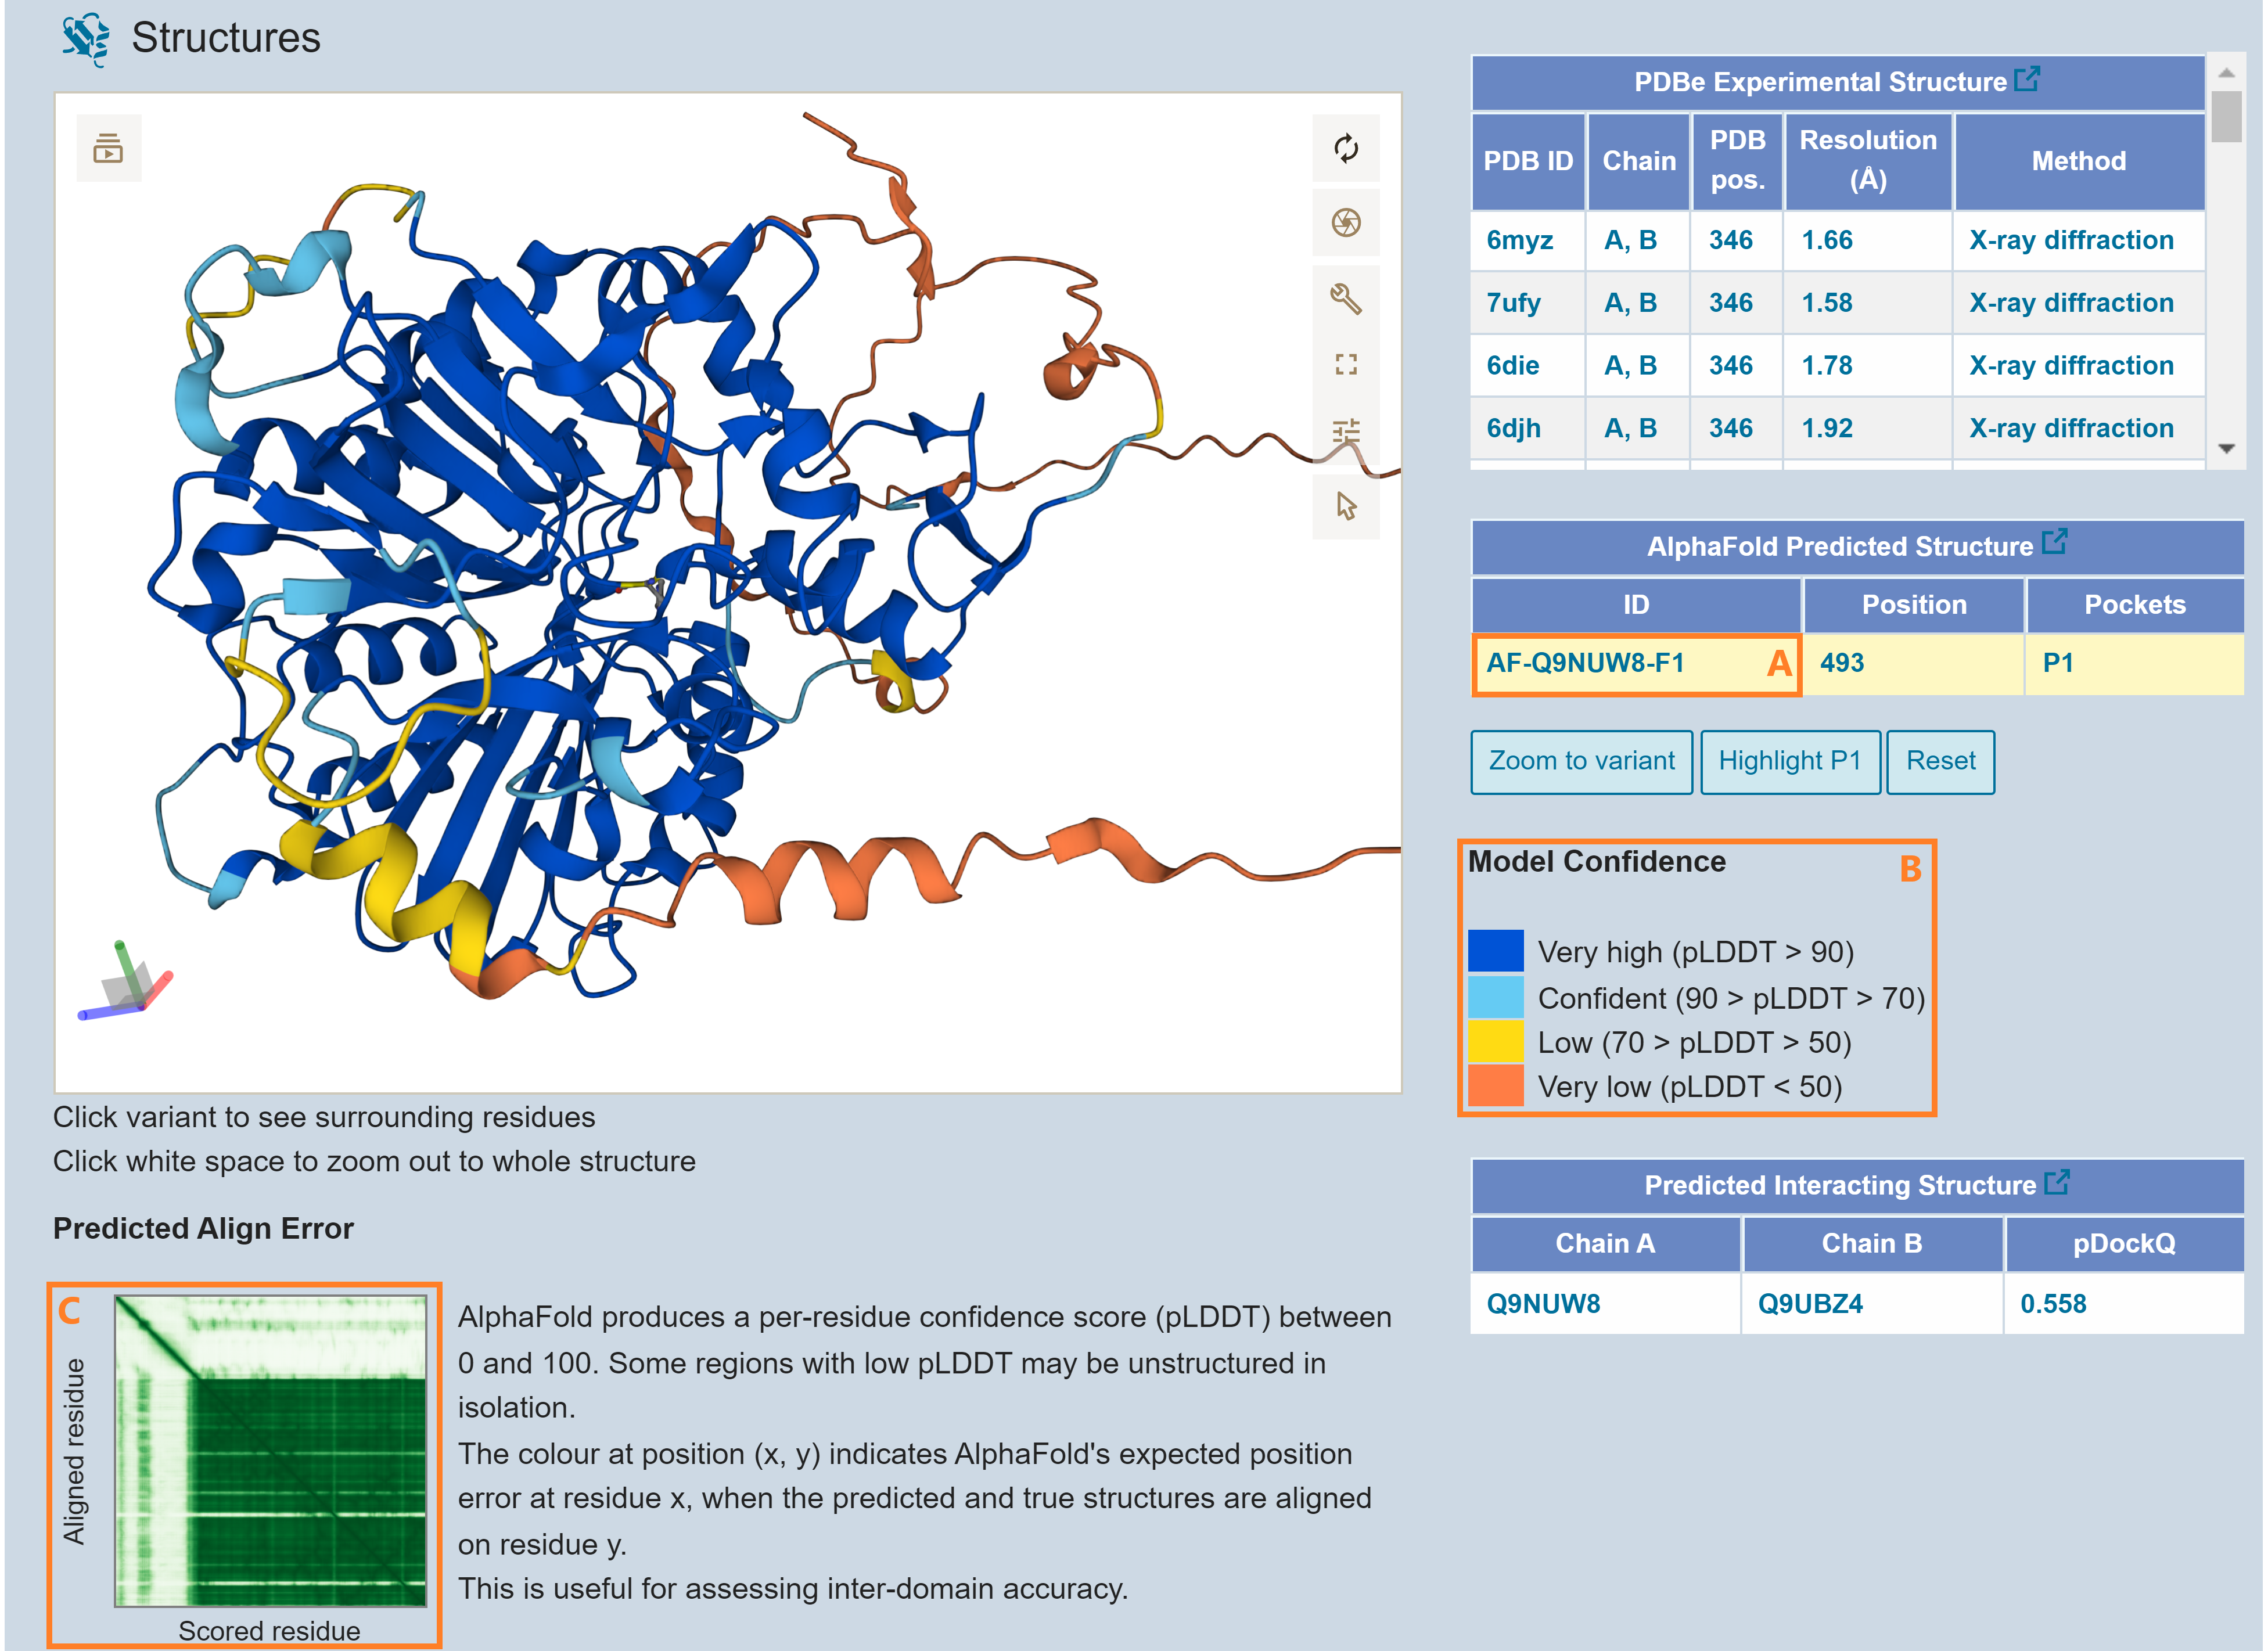 Structures
PDBe Experimental Structure
PDB ID Chain PDB pos. Resolution (Å) Method
6myz A, B 346 1.66 X-ray diffraction
7ufy A, B 346 1.58 X-ray diffraction
6die A, B 346 1.78 X-ray diffraction
6djh A, B 346 1.92 X-ray diffraction
AlphaFold Predicted Structure
ID Position Pockets
AF-Q9NUW8-F1 A 493 P1
Zoom to variant Highlight P1 Reset
Model Confidence B
Very high (pLDDT > 90)
Confident (90 > pLDDT > 70)
Low (70 > pLDDT > 50)
Very low (pLDDT < 50)
Predicted Interacting Structure
Chain A Chain B pDockQ
Q9NUW8 Q9UBZ4 0.558
Click variant to see surrounding residues
Click white space to zoom out to whole structure
Predicted Align Error
C
Aligned residue
Scored residue
AlphaFold produces a per-residue confidence score (pLDDT) between
0 and 100. Some regions with low pLDDT may be unstructured in
isolation.
The colour at position (x, y) indicates AlphaFold's expected position
error at residue x, when the predicted and true structures are aligned
on residue y.
This is useful for assessing inter-domain accuracy.